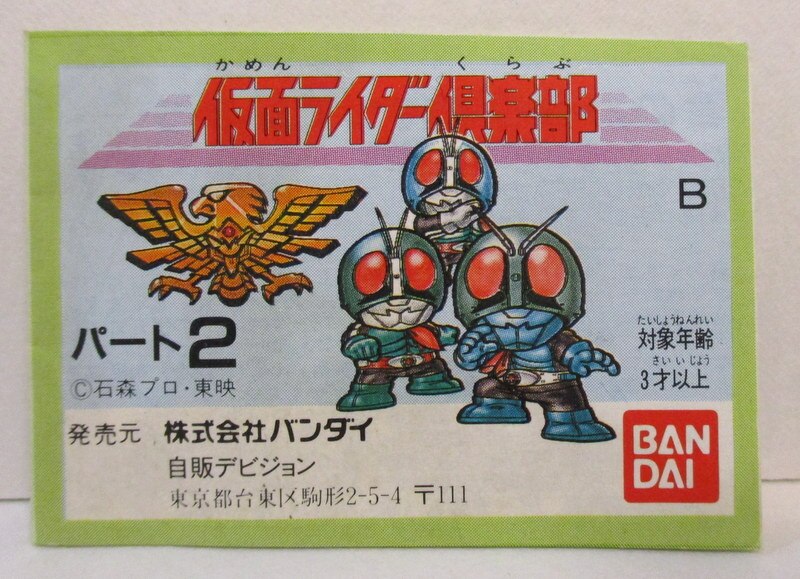 かめん くらぶ
仮面ライダー倶楽部
B
パート2
©石森プロ・東映
たいしょうねんれい
対象年齢
さいいじょう
3才以上
発売元 株式会社バンダイ
自販デビジョン
東京都台東区駒形2-5-4 〒111
BAN
DAI